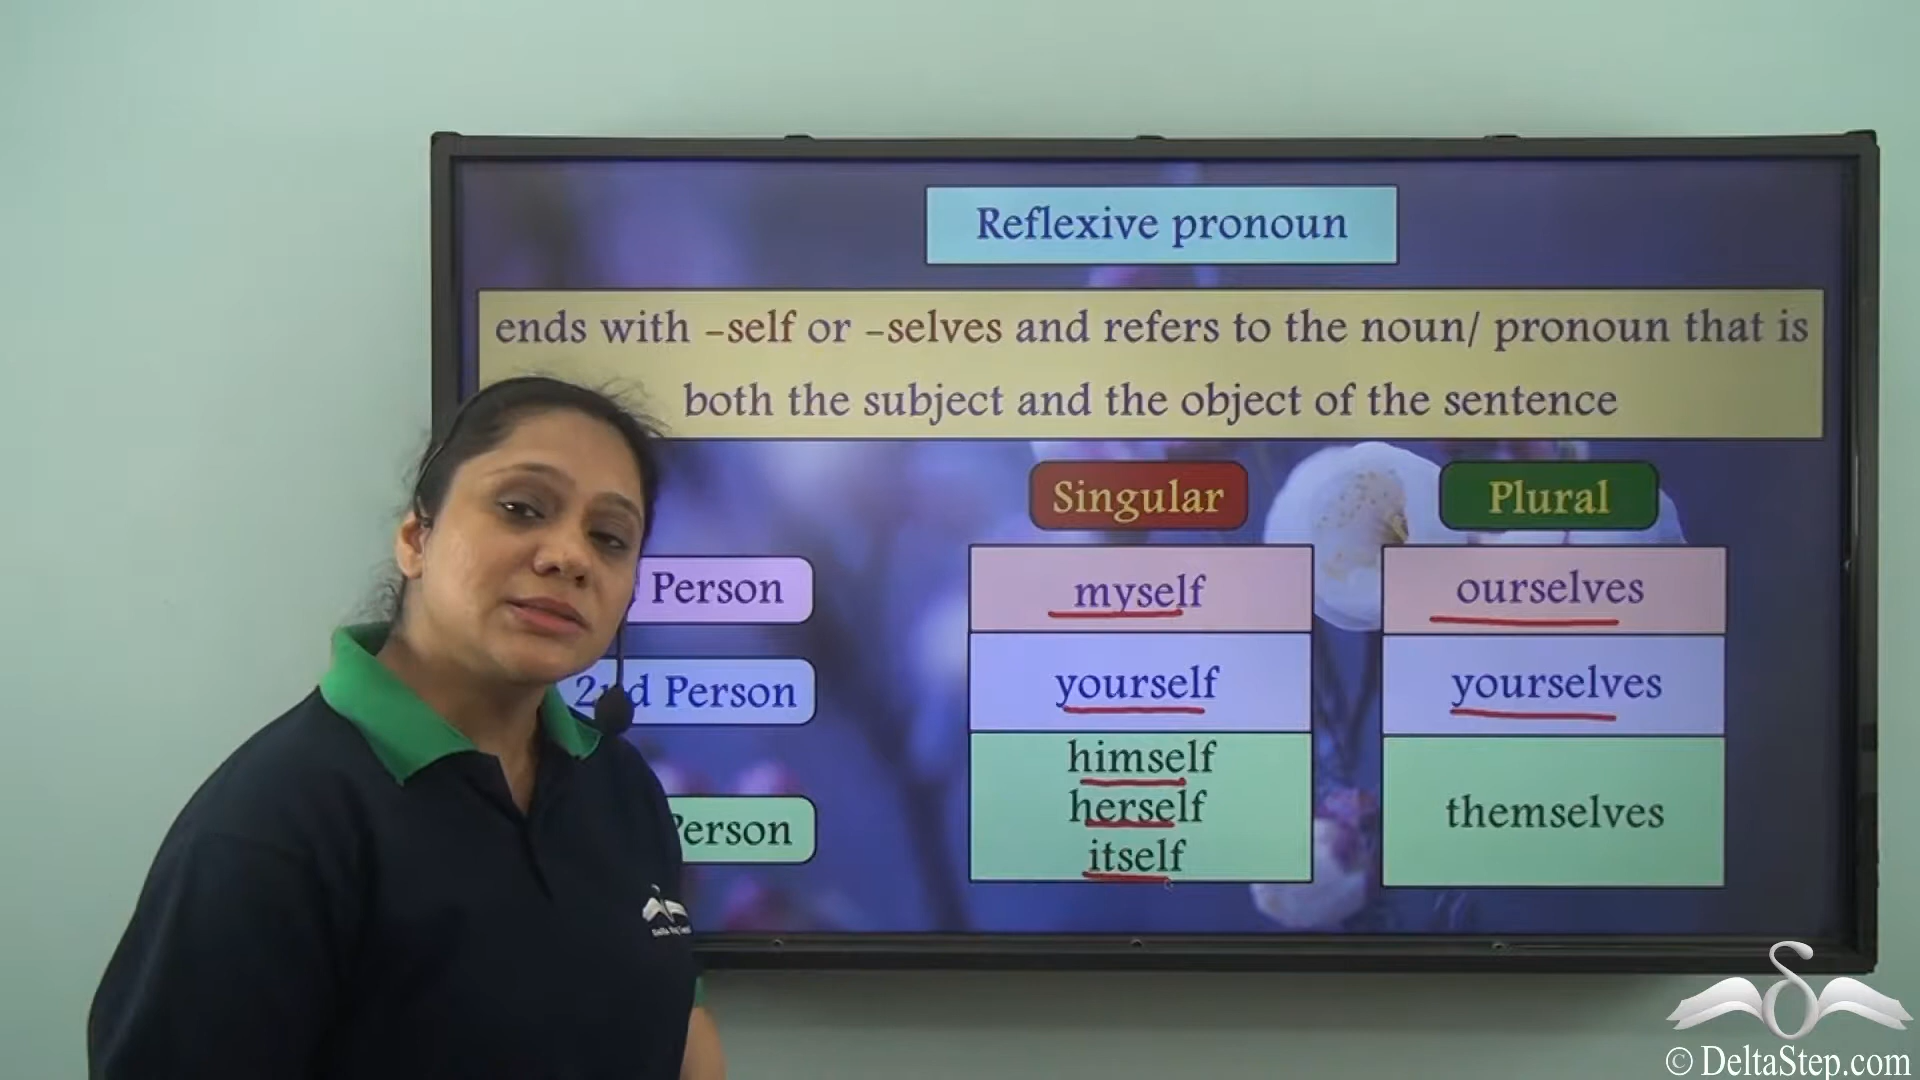 Reflexive pronoun
ends with -self or -selves and refers to the noun/ pronoun that is
both the subject and the object of the sentence
Singular
Plural
Person
myself
ourselves
2nd Person
yourself
yourselves
himself
herself
itself
Person
themselves
© DeltaStep.com